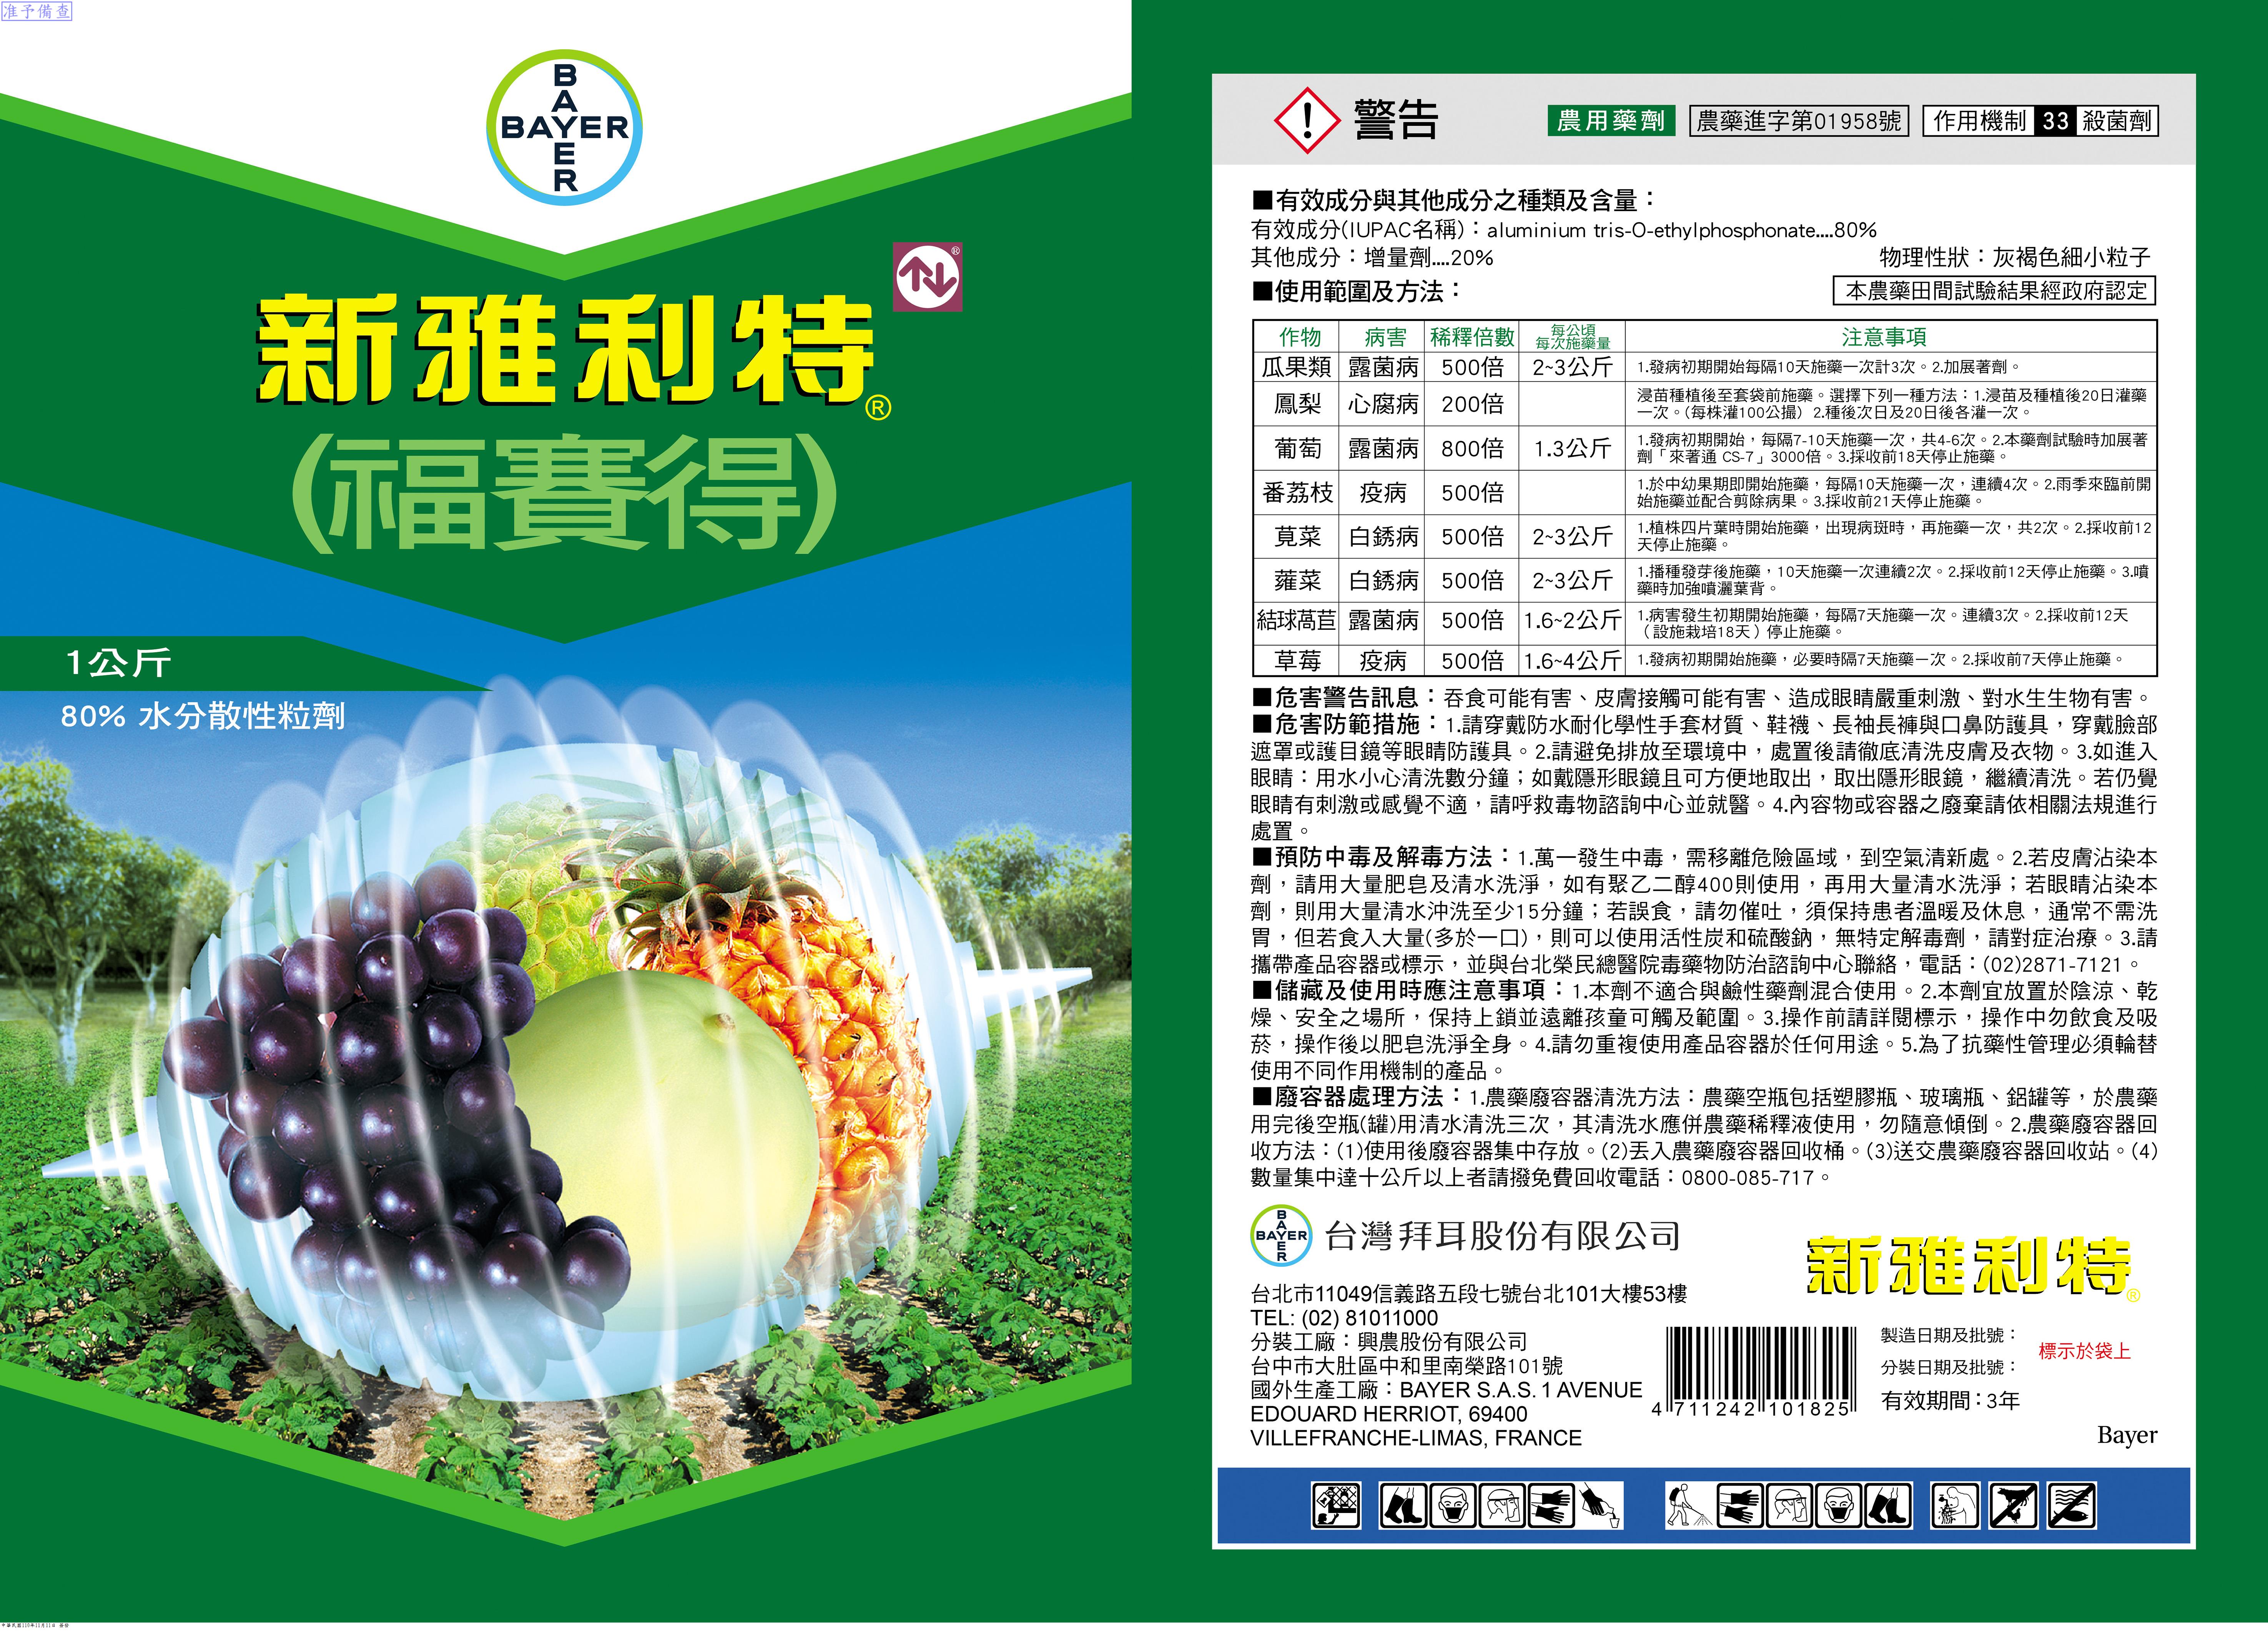 准予備查
BAYER
BAYER
新雅利特®
(福賽得)
1公斤
80% 水分散性粒劑
警告
農用藥劑 農藥進字第01958號 作用機制 33 殺菌劑
■有效成分與其他成分之種類及含量：
有效成分(IUPAC名稱)：aluminium tris-O-ethylphosphonate....80%
其他成分：增量劑....20% 物理性狀：灰褐色細小粒子
■使用範圍及方法： 本農藥田間試驗結果經政府認定
作物 病害 稀釋倍數 每公頃每次施藥量 注意事項
瓜果類 露菌病 500倍 2~3公斤 1.發病初期開始每隔10天施藥一次計3次。2.加展著劑。
鳳梨 心腐病 200倍 浸苗種植後至套袋前施藥。選擇下列一種方法：1.浸苗及種植後20日灌藥
一次。(每株灌100公撮) 2.種後次日及20日後各灌一次。
葡萄 露菌病 800倍 1.3公斤 1.發病初期開始，每隔7-10天施藥一次，共4-6次。2.本藥劑試驗時加展著
劑「來著通 CS-7」3000倍。3.採收前18天停止施藥。
番荔枝 疫病 500倍 1.於中幼果期即開始施藥，每隔10天施藥一次，連續4次。2.雨季來臨前開
始施藥並配合剪除病果。3.採收前21天停止施藥。
莧菜 白銹病 500倍 2~3公斤 1.植株四片葉時開始施藥，出現病斑時，再施藥一次，共2次。2.採收前12
天停止施藥。
蕹菜 白銹病 500倍 2~3公斤 1.播種發芽後施藥，10天施藥一次連續2次。2.採收前12天停止施藥。3.噴
藥時加強噴灑葉背。
結球萵苣 露菌病 500倍 1.6~2公斤 1.病害發生初期開始施藥，每隔7天施藥一次。連續3次。2.採收前12天
（設施栽培18天）停止施藥。
草莓 疫病 500倍 1.6~4公斤 1.發病初期開始施藥，必要時隔7天施藥一次。2.採收前7天停止施藥。
■危害警告訊息：吞食可能有害、皮膚接觸可能有害、造成眼睛嚴重刺激、對水生生物有害。
■危害防範措施：1.請穿戴防水耐化學性手套材質、鞋襪、長袖長褲與口鼻防護具，穿戴臉部
遮罩或護目鏡等眼睛防護具。2.請避免排放至環境中，處置後請徹底清洗皮膚及衣物。3.如進入
眼睛：用水小心清洗數分鐘；如戴隱形眼鏡且可方便地取出，取出隱形眼鏡，繼續清洗。若仍覺
眼睛有刺激或感覺不適，請呼救毒物諮詢中心並就醫。4.內容物或容器之廢棄請依相關法規進行
處置。
■預防中毒及解毒方法：1.萬一發生中毒，需移離危險區域，到空氣清新處。2.若皮膚沾染本
劑，請用大量肥皂及清水洗淨，如有聚乙二醇400則使用，再用大量清水洗淨；若眼睛沾染本
劑，則用大量清水沖洗至少15分鐘；若誤食，請勿催吐，須保持患者溫暖及休息，通常不需洗
胃，但若食入大量(多於一口)，則可以使用活性炭和硫酸鈉，無特定解毒劑，請對症治療。3.請
攜帶產品容器或標示，並與台北榮民總醫院毒藥物防治諮詢中心聯絡，電話：(02)2871-7121。
■儲藏及使用時應注意事項：1.本劑不適合與鹼性藥劑混合使用。2.本劑宜放置於陰涼、乾
燥、安全之場所，保持上鎖並遠離孩童可觸及範圍。3.操作前請詳閱標示，操作中勿飲食及吸
菸，操作後以肥皂洗淨全身。4.請勿重複使用產品容器於任何用途。5.為了抗藥性管理必須輪替
使用不同作用機制的產品。
■廢容器處理方法：1.農藥廢容器清洗方法：農藥空瓶包括塑膠瓶、玻璃瓶、鋁罐等，於農藥
用完後空瓶(罐)用清水清洗三次，其清洗水應併農藥稀釋液使用，勿隨意傾倒。2.農藥廢容器回
收方法：(1)使用後廢容器集中存放。(2)丟入農藥廢容器回收桶。(3)送交農藥廢容器回收站。(4)
數量集中達十公斤以上者請撥免費回收電話：0800-085-717。
BAYER
BAYER
台灣拜耳股份有限公司
新雅利特®
台北市11049信義路五段七號台北101大樓53樓
TEL: (02) 81011000
分裝工廠：興農股份有限公司
台中市大肚區中和里南榮路101號
國外生產工廠：BAYER S.A.S. 1 AVENUE
EDOUARD HERRIOT, 69400
VILLEFRANCHE-LIMAS, FRANCE
4 711242 101825
製造日期及批號：
分裝日期及批號：
標示於袋上
有效期間：3年
Bayer